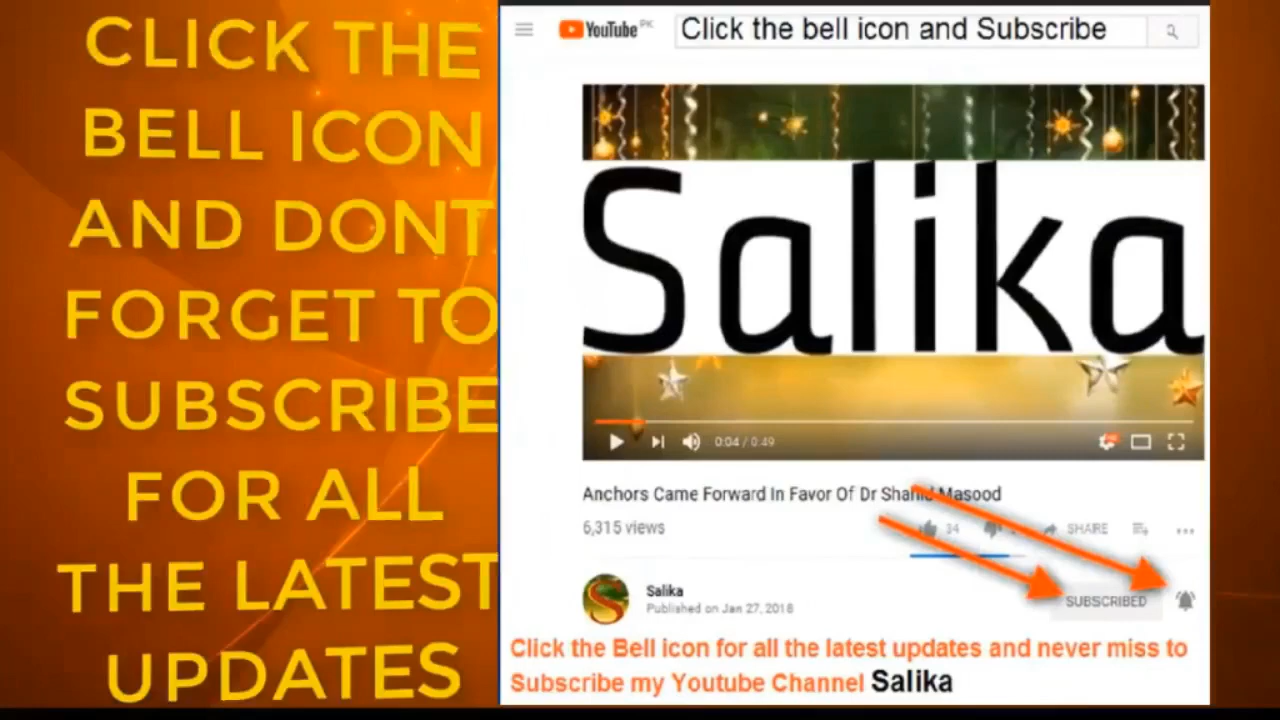 CLICK THE
BELL ICON
AND DONT
FORGET TO
SUBSCRIBE
FOR ALL
THE LATEST
UPDATES
YouTube PK
Click the bell icon and Subscribe
Salika
0:04 / 0:49
Anchors Came Forward In Favor Of Dr Shahid Masood
6,315 views
34
SHARE
Salika
Published on Jan 27, 2018
SUBSCRIBED
Click the Bell icon for all the latest updates and never miss to
Subscribe my Youtube Channel Salika